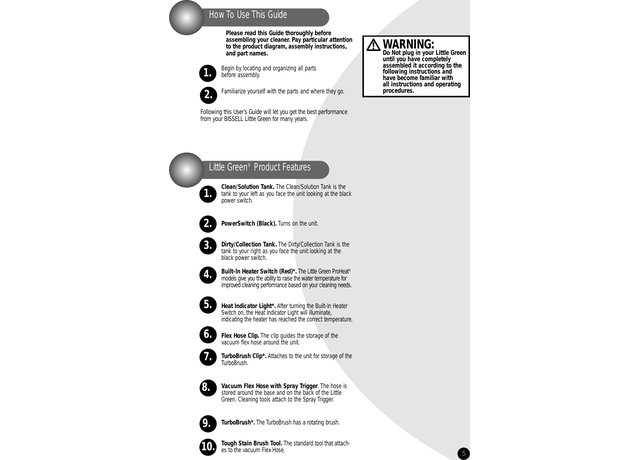 How To Use This Guide
Please read this Guide thoroughly before
assembling your cleaner. Pay particular attention
to the product diagram, assembly instructions,
and part names.
1. Begin by locating and organizing all parts
before assembly.
2. Familiarize yourself with the parts and where they go.
Following this User's Guide will let you get the best performance
from your BISSELL Little Green for many years.
WARNING:
Do Not plug in your Little Green
until you have completely
assembled it according to the
following instructions and
have become familiar with
all instructions and operating
procedures.
Little Green® Product Features
1. Clean/Solution Tank. The Clean/Solution Tank is the
tank to your left as you face the unit looking at the black
power switch.
2. PowerSwitch (Black). Turns on the unit.
3. Dirty/Collection Tank. The Dirty/Collection Tank is the
tank to your right as you face the unit looking at the
black power switch.
4. Built-In Heater Switch (Red)*. The Little Green ProHeat®
models give you the ability to raise the water temperature for
improved cleaning performance based on your cleaning needs.
5. Heat Indicator Light*. After turning the Built-In Heater
Switch on, the Heat Indicator Light will illuminate,
indicating the heater has reached the correct temperature.
6. Flex Hose Clip. The clip guides the storage of the
vacuum flex hose around the unit.
7. TurboBrush Clip*. Attaches to the unit for storage of the
TurboBrush.
8. Vacuum Flex Hose with Spray Trigger. The hose is
stored around the base and on the back of the Little
Green. Cleaning tools attach to the Spray Trigger.
9. TurboBrush*. The TurboBrush has a rotating brush.
10. Tough Stain Brush Tool. The standard tool that attach-
es to the vacuum Flex Hose.
5